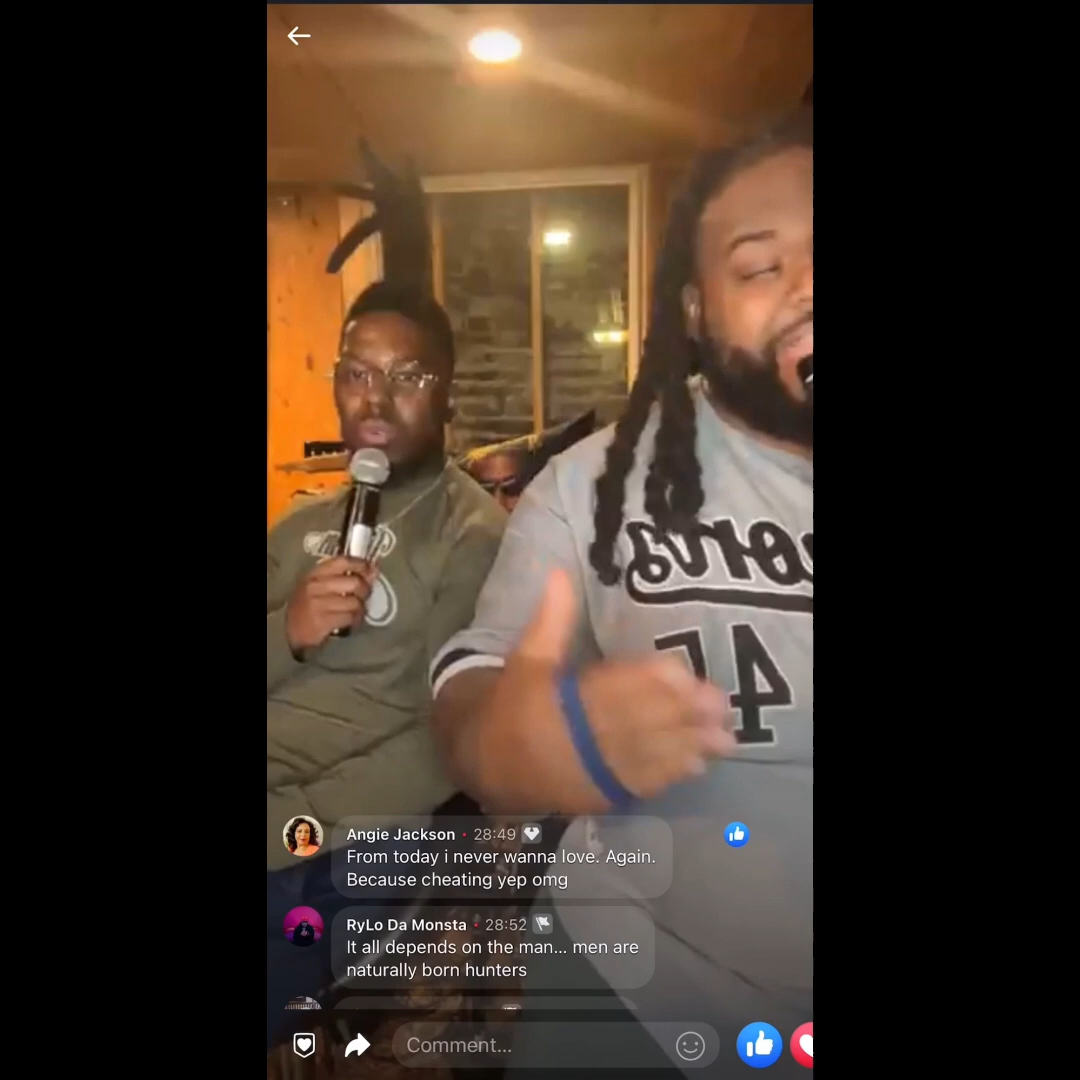 Angie Jackson • 28:49
From today i never wanna love. Again.
Because cheating yep omg
RyLo Da Monsta • 28:52
It all depends on the man... men are
naturally born hunters
Comment...